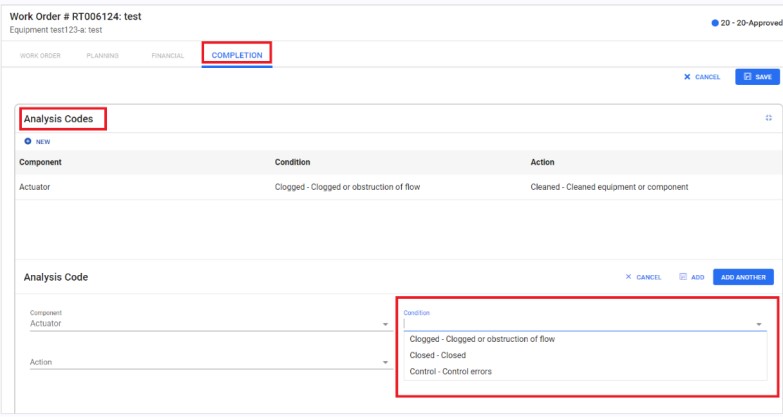 Work Order # RT006124: test
Equipment test123-a: test
20 - 20-Approved
WORK ORDER PLANNING FINANCIAL COMPLETION
CANCEL SAVE
Analysis Codes
NEW
Component Condition Action
Actuator Clogged - Clogged or obstruction of flow Cleaned - Cleaned equipment or component
Analysis Code
CANCEL ADD ADD ANOTHER
Component Condition
Actuator
Clogged - Clogged or obstruction of flow
Action
Closed - Closed
Control - Control errors